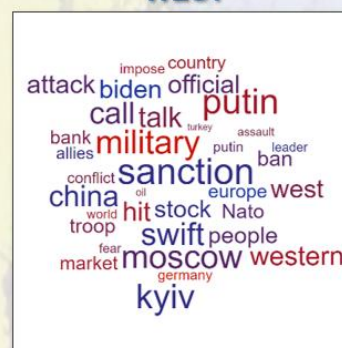 impose country
attack biden official
call talk putin
turkey
bank military assault
allies putin leader
sanction ban
conflict
china oil europe west
world hit stock Nato
troop swift people
fear
market moscow western
germany
kyiv